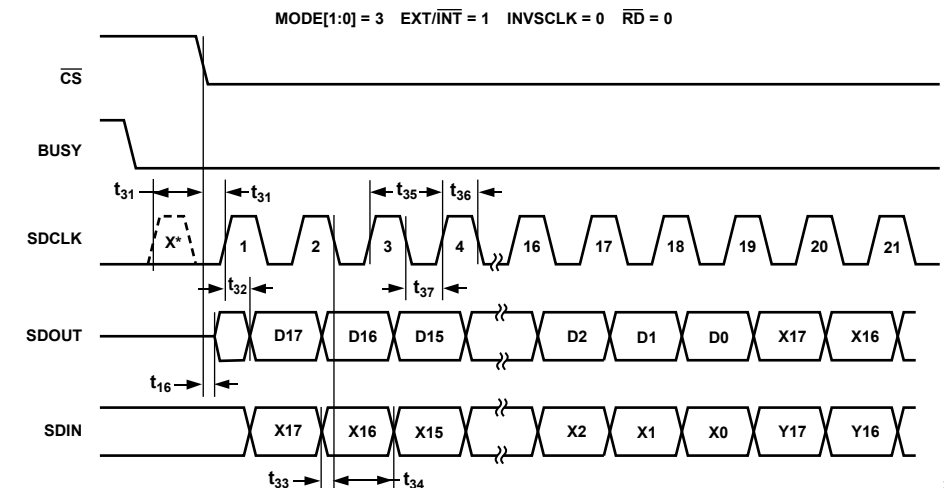 MODE[1:0] = 3 EXT/INT = 1 INVSCLK = 0 RD = 0
CS
BUSY
t31 t31 t35 t36
SDCLK X* 1 2 3 4 16 17 18 19 20 21
t32 t37
SDOUT D17 D16 D15 D2 D1 D0 X17 X16
t16
SDIN X17 X16 X15 X2 X1 X0 Y17 Y16
t33 t34